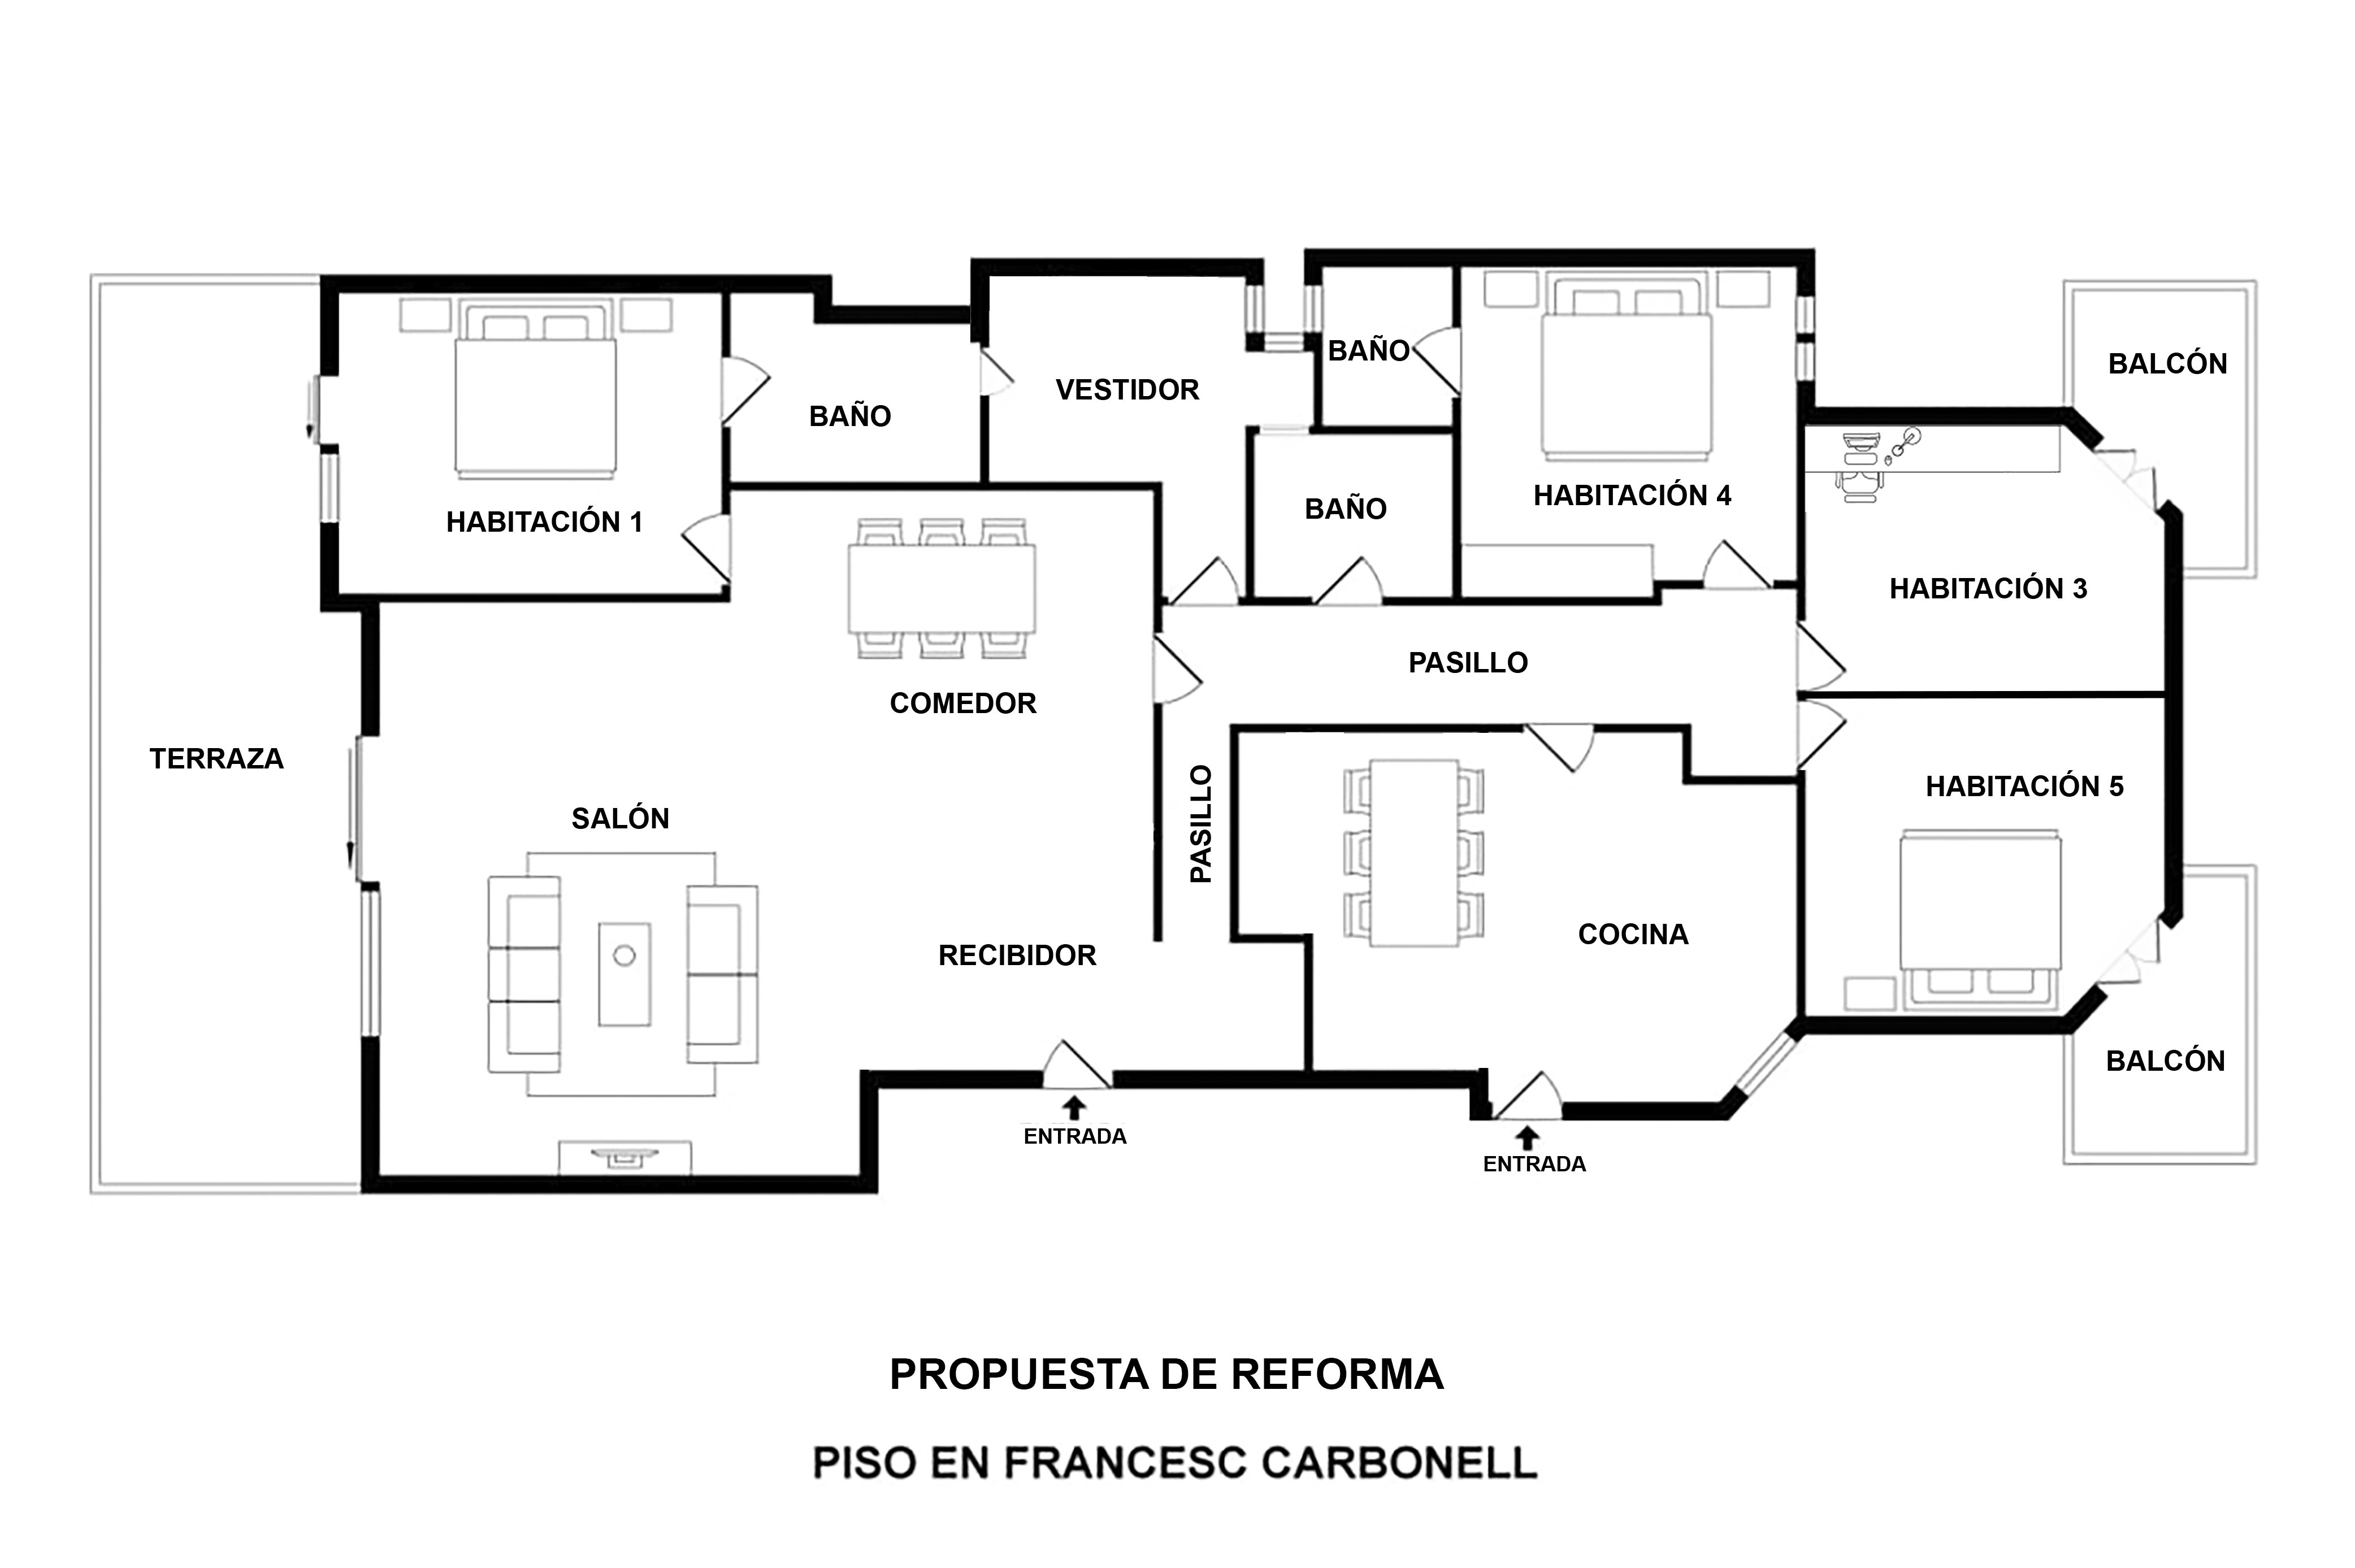 BALCÓN
BAÑO
VESTIDOR
BAÑO
HABITACIÓN 4
BAÑO
HABITACIÓN 1
HABITACIÓN 3
PASILLO
COMEDOR
TERRAZA
SALÓN
PASILLO
HABITACIÓN 5
COCINA
RECIBIDOR
BALCÓN
ENTRADA
ENTRADA
PROPUESTA DE REFORMA
PISO EN FRANCESC CARBONELL